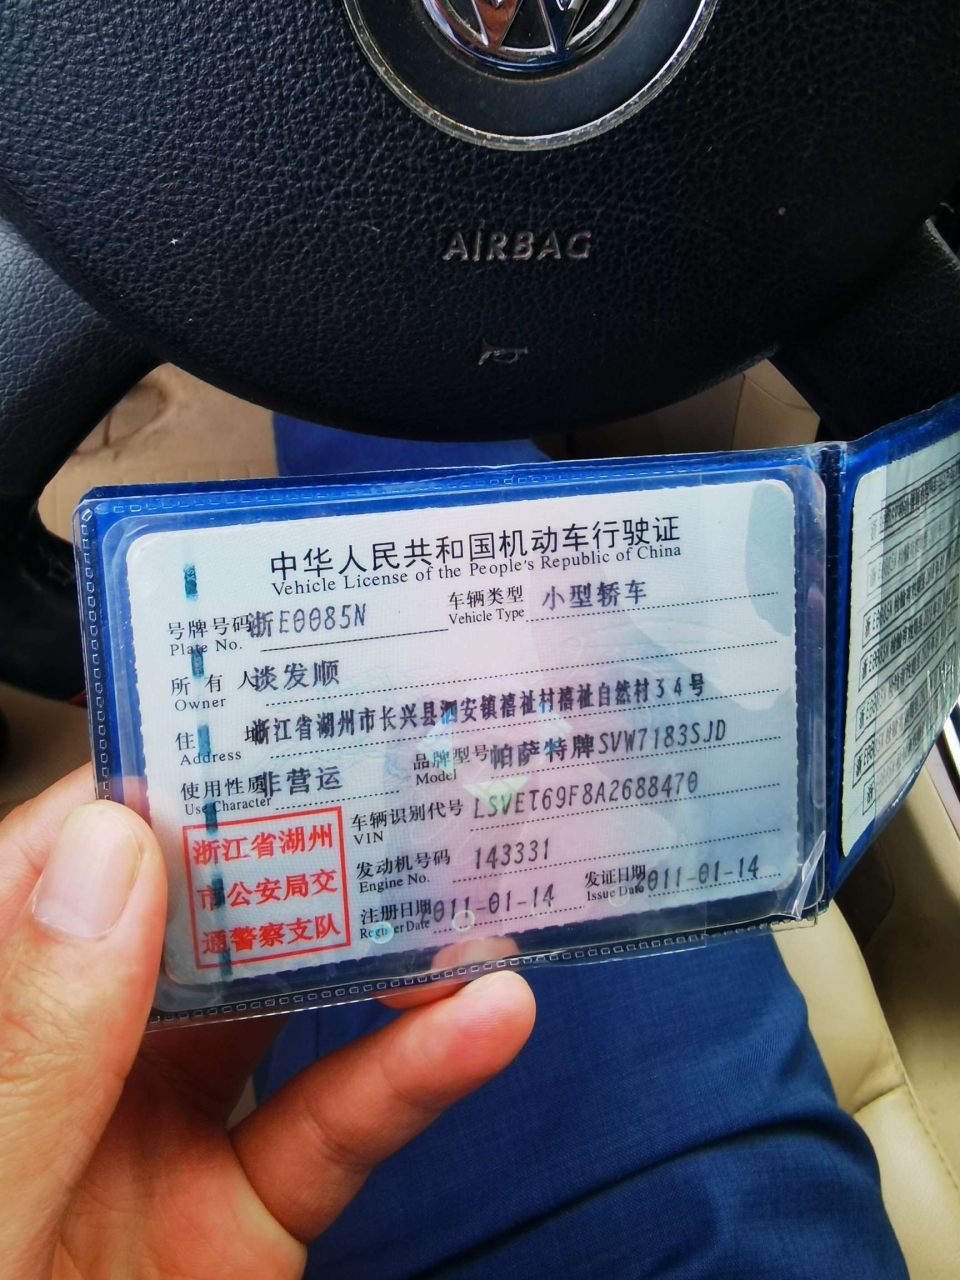 AIRBAG
中华人民共和国机动车行驶证
Vehicle License of the People's Republic of China
号牌号码 浙E0085N 车辆类型 小型轿车
Plate No. Vehicle Type
所有人 淡发顺
Owner
住址 浙江省湖州市长兴县泗安镇禧祉村禧祉自然村34号
Address
使用性质 非营运 品牌型号 帕萨特牌SVW7183SJD
Use Character Model
车辆识别代号 LSVET69F8A2688470
VIN
发动机号码 143331
Engine No.
注册日期 2011-01-14 发证日期 2011-01-14
Register Date Issue Date
浙江省湖州
市公安局交
通警察支队